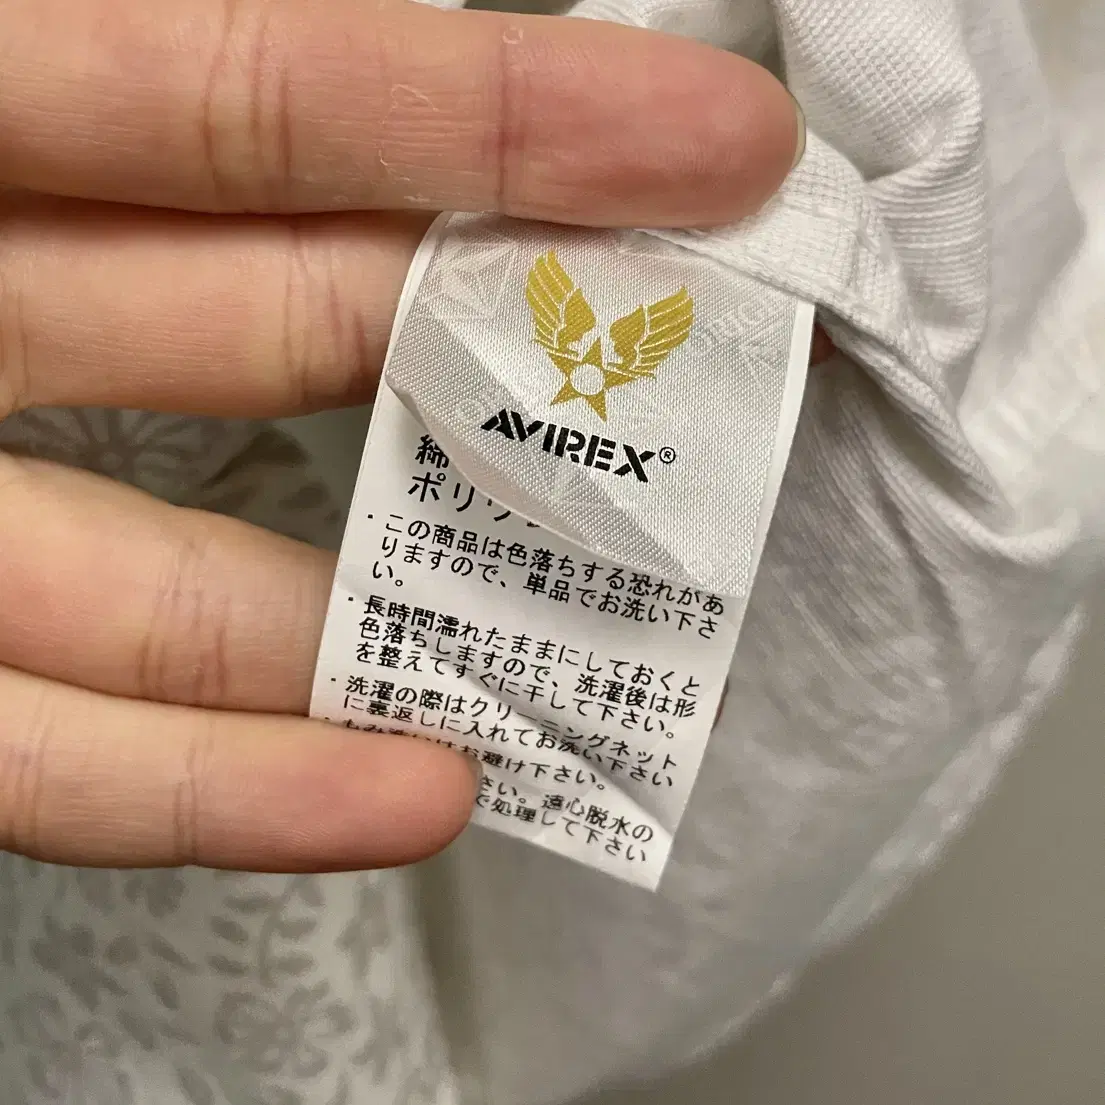 AVIREX®
綿
ポリウ
・この商品は色落ちする恐れがあ
りますので、単品でお洗い下さ
い。
・長時間濡れたままにしておくと
色落ちしますので、洗濯後は形
を整えてすぐに干して下さい。
・洗濯の際はクリーニングネット
に裏返しに入れてお洗い下さい
・もみ洗いはお避け下さい。
さい。遠心脱水の
で処理して下さい